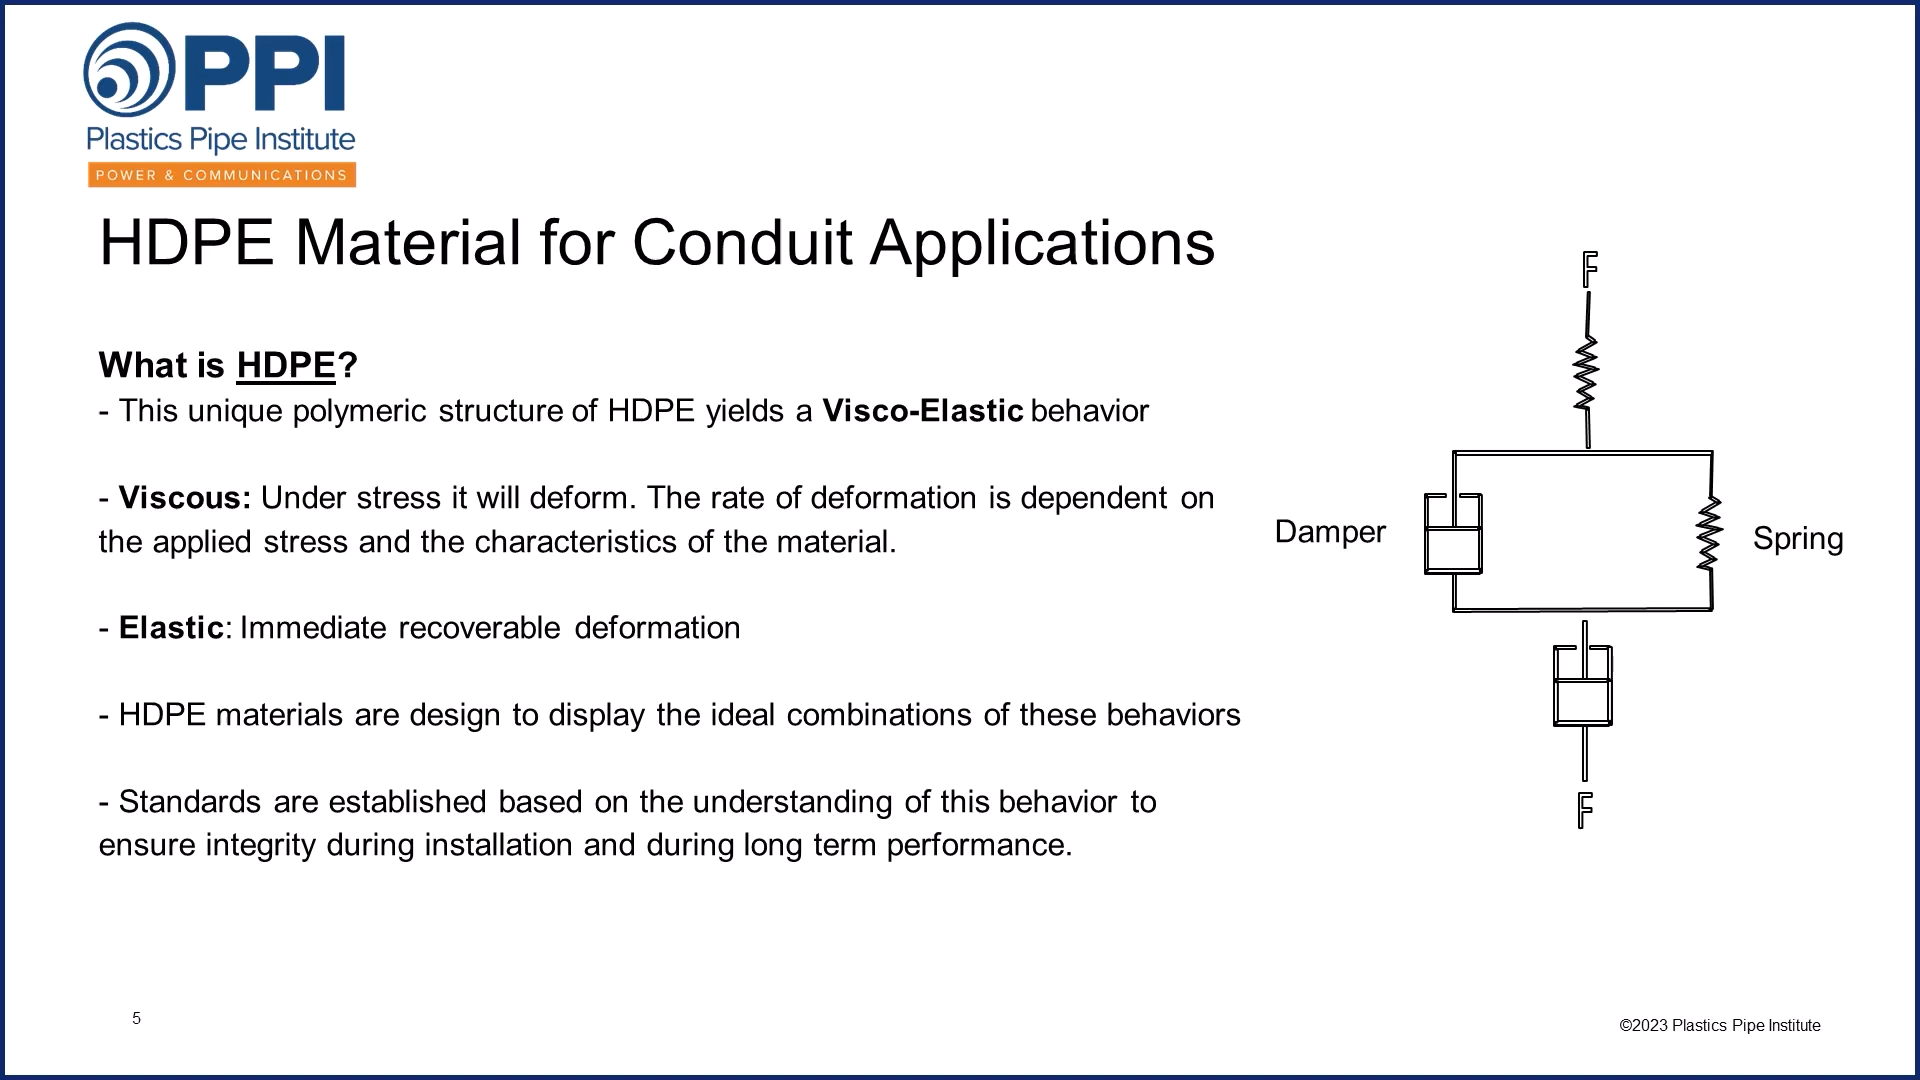 PPI
Plastics Pipe Institute
POWER & COMMUNICATIONS
HDPE Material for Conduit Applications
What is HDPE?
- This unique polymeric structure of HDPE yields a Visco-Elastic behavior
- Viscous: Under stress it will deform. The rate of deformation is dependent on
the applied stress and the characteristics of the material.
- Elastic: Immediate recoverable deformation
- HDPE materials are design to display the ideal combinations of these behaviors
- Standards are established based on the understanding of this behavior to
ensure integrity during installation and during long term performance.
F
Damper
Spring
F
5
©2023 Plastics Pipe Institute